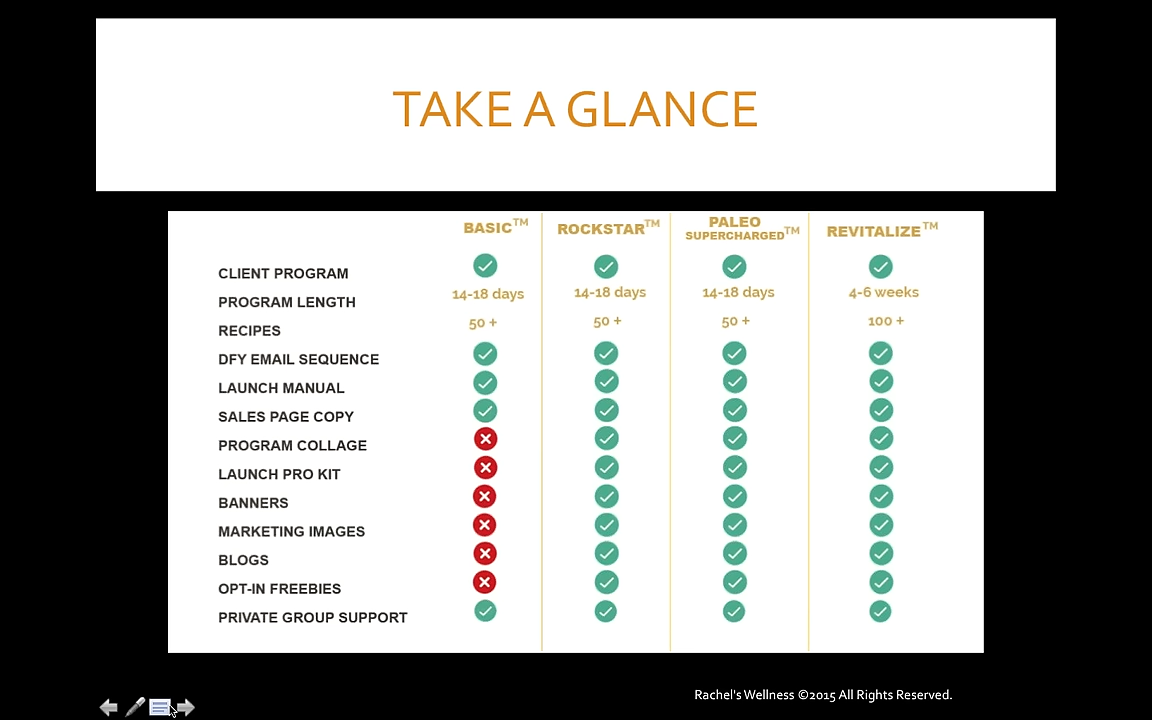 TAKE A GLANCE
BASIC™ ROCKSTAR™ PALEO SUPERCHARGED™ REVITALIZE™
CLIENT PROGRAM
PROGRAM LENGTH 14-18 days 14-18 days 14-18 days 4-6 weeks
RECIPES 50 + 50 + 50 + 100 +
DFY EMAIL SEQUENCE
LAUNCH MANUAL
SALES PAGE COPY
PROGRAM COLLAGE
LAUNCH PRO KIT
BANNERS
MARKETING IMAGES
BLOGS
OPT-IN FREEBIES
PRIVATE GROUP SUPPORT
Rachel's Wellness ©2015 All Rights Reserved.